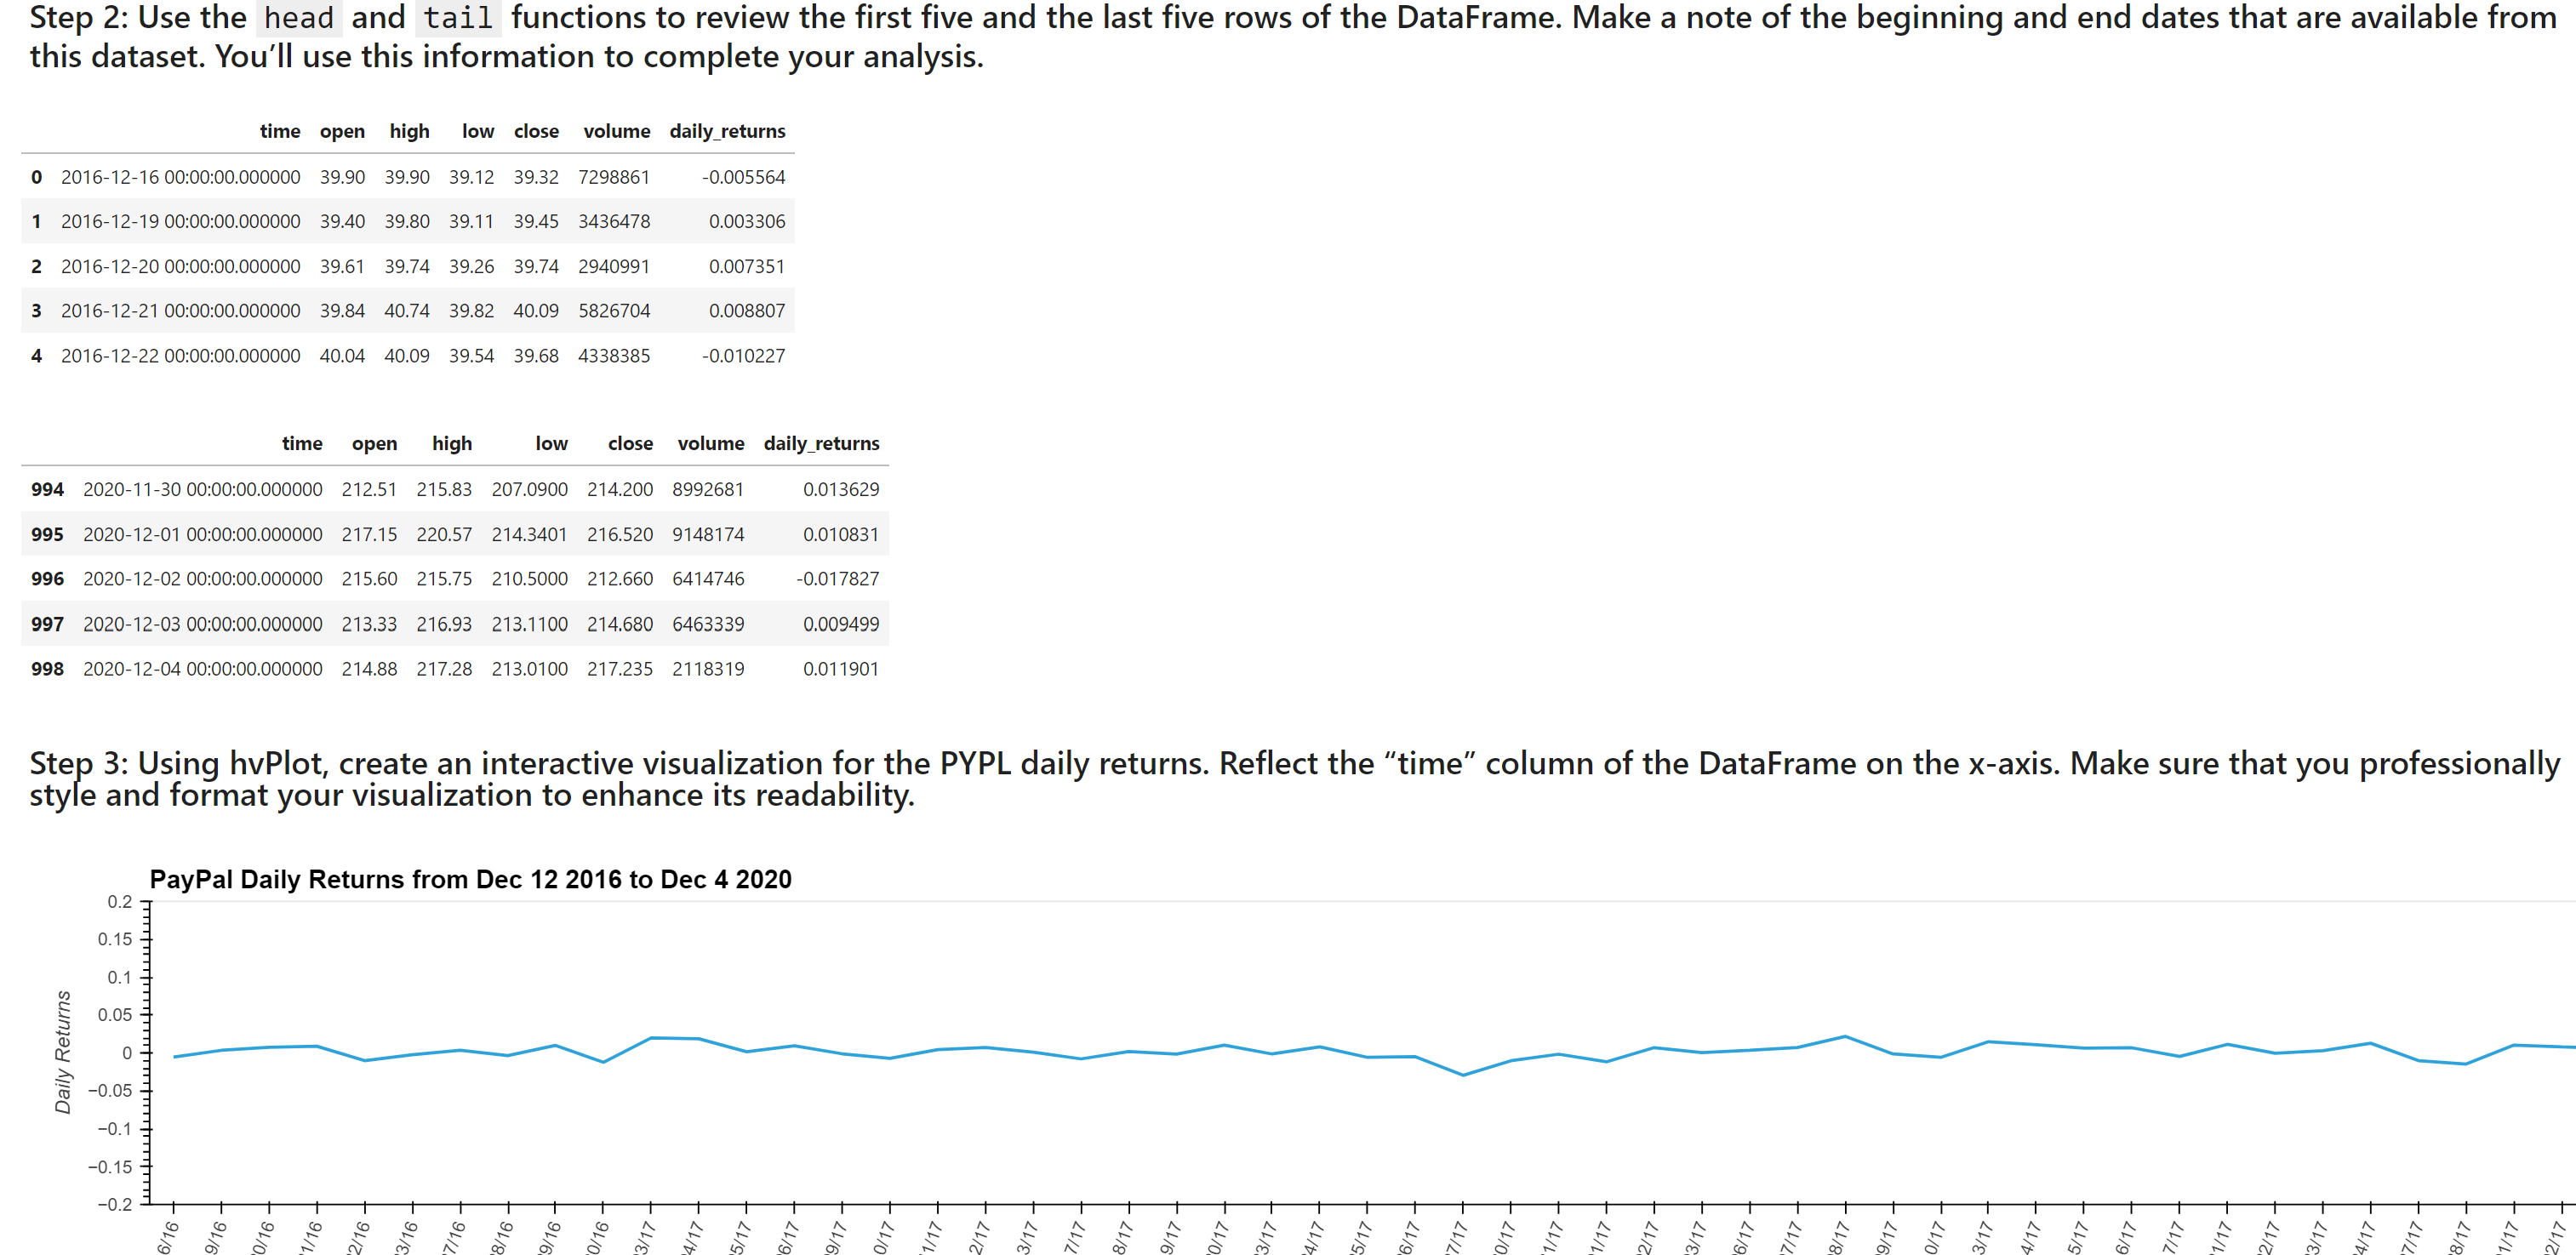 Step 2: Use the head and tail functions to review the first five and the last five rows of the DataFrame. Make a note of the beginning and end dates that are available from
this dataset. You’ll use this information to complete your analysis.
time open high low close volume daily_returns
0 2016-12-16 00:00:00.000000 39.90 39.90 39.12 39.32 7298861 -0.005564
1 2016-12-19 00:00:00.000000 39.40 39.80 39.11 39.45 3436478 0.003306
2 2016-12-20 00:00:00.000000 39.61 39.74 39.26 39.74 2940991 0.007351
3 2016-12-21 00:00:00.000000 39.84 40.74 39.82 40.09 5826704 0.008807
4 2016-12-22 00:00:00.000000 40.04 40.09 39.54 39.68 4338385 -0.010227
time open high low close volume daily_returns
994 2020-11-30 00:00:00.000000 212.51 215.83 207.0900 214.200 8992681 0.013629
995 2020-12-01 00:00:00.000000 217.15 220.57 214.3401 216.520 9148174 0.010831
996 2020-12-02 00:00:00.000000 215.60 215.75 210.5000 212.660 6414746 -0.017827
997 2020-12-03 00:00:00.000000 213.33 216.93 213.1100 214.680 6463339 0.009499
998 2020-12-04 00:00:00.000000 214.88 217.28 213.0100 217.235 2118319 0.011901
Step 3: Using hvPlot, create an interactive visualization for the PYPL daily returns. Reflect the “time” column of the DataFrame on the x-axis. Make sure that you professionally
style and format your visualization to enhance its readability.
PayPal Daily Returns from Dec 12 2016 to Dec 4 2020
Daily Returns
0.2
0.15
0.1
0.05
0
−0.05
−0.1
−0.15
−0.2